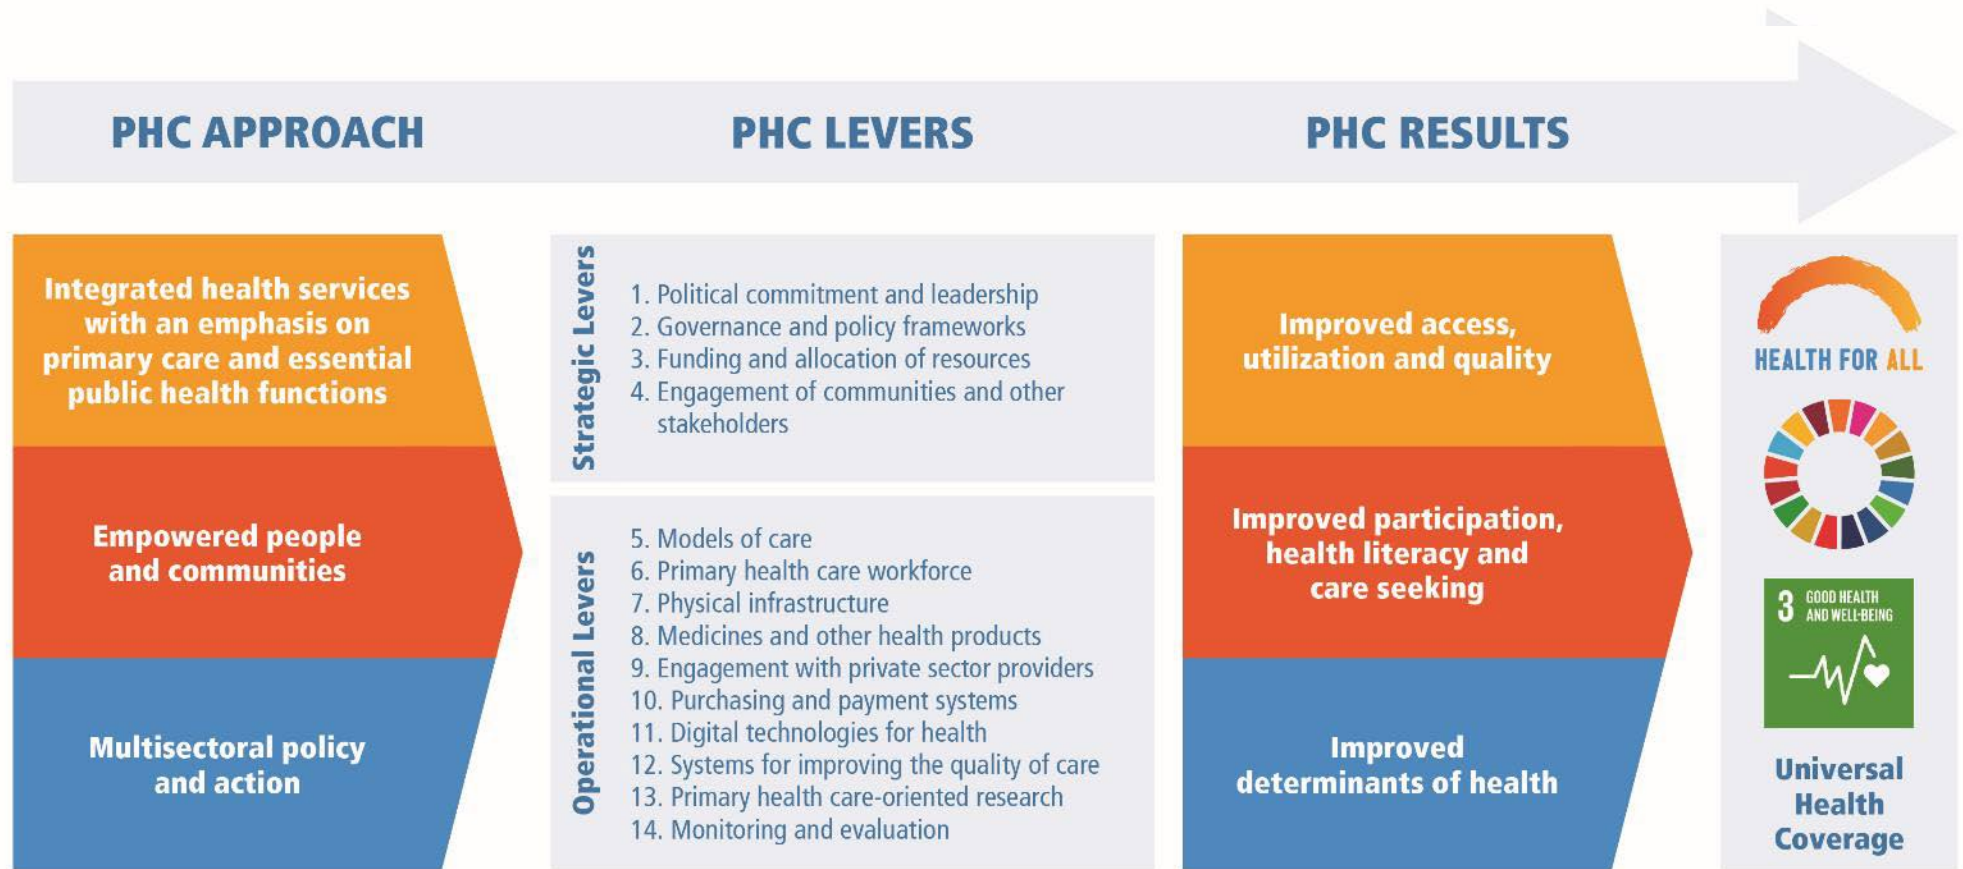 PHC APPROACH
PHC LEVERS
PHC RESULTS
Integrated health services
with an emphasis on
primary care and essential
public health functions
Empowered people
and communities
Multisectoral policy
and action
Strategic Levers
1. Political commitment and leadership
2. Governance and policy frameworks
3. Funding and allocation of resources
4. Engagement of communities and other
stakeholders
Operational Levers
5. Models of care
6. Primary health care workforce
7. Physical infrastructure
8. Medicines and other health products
9. Engagement with private sector providers
10. Purchasing and payment systems
11. Digital technologies for health
12. Systems for improving the quality of care
13. Primary health care-oriented research
14. Monitoring and evaluation
Improved access,
utilization and quality
Improved participation,
health literacy and
care seeking
Improved
determinants of health
HEALTH FOR ALL
3 GOOD HEALTH
AND WELL-BEING
Universal
Health
Coverage